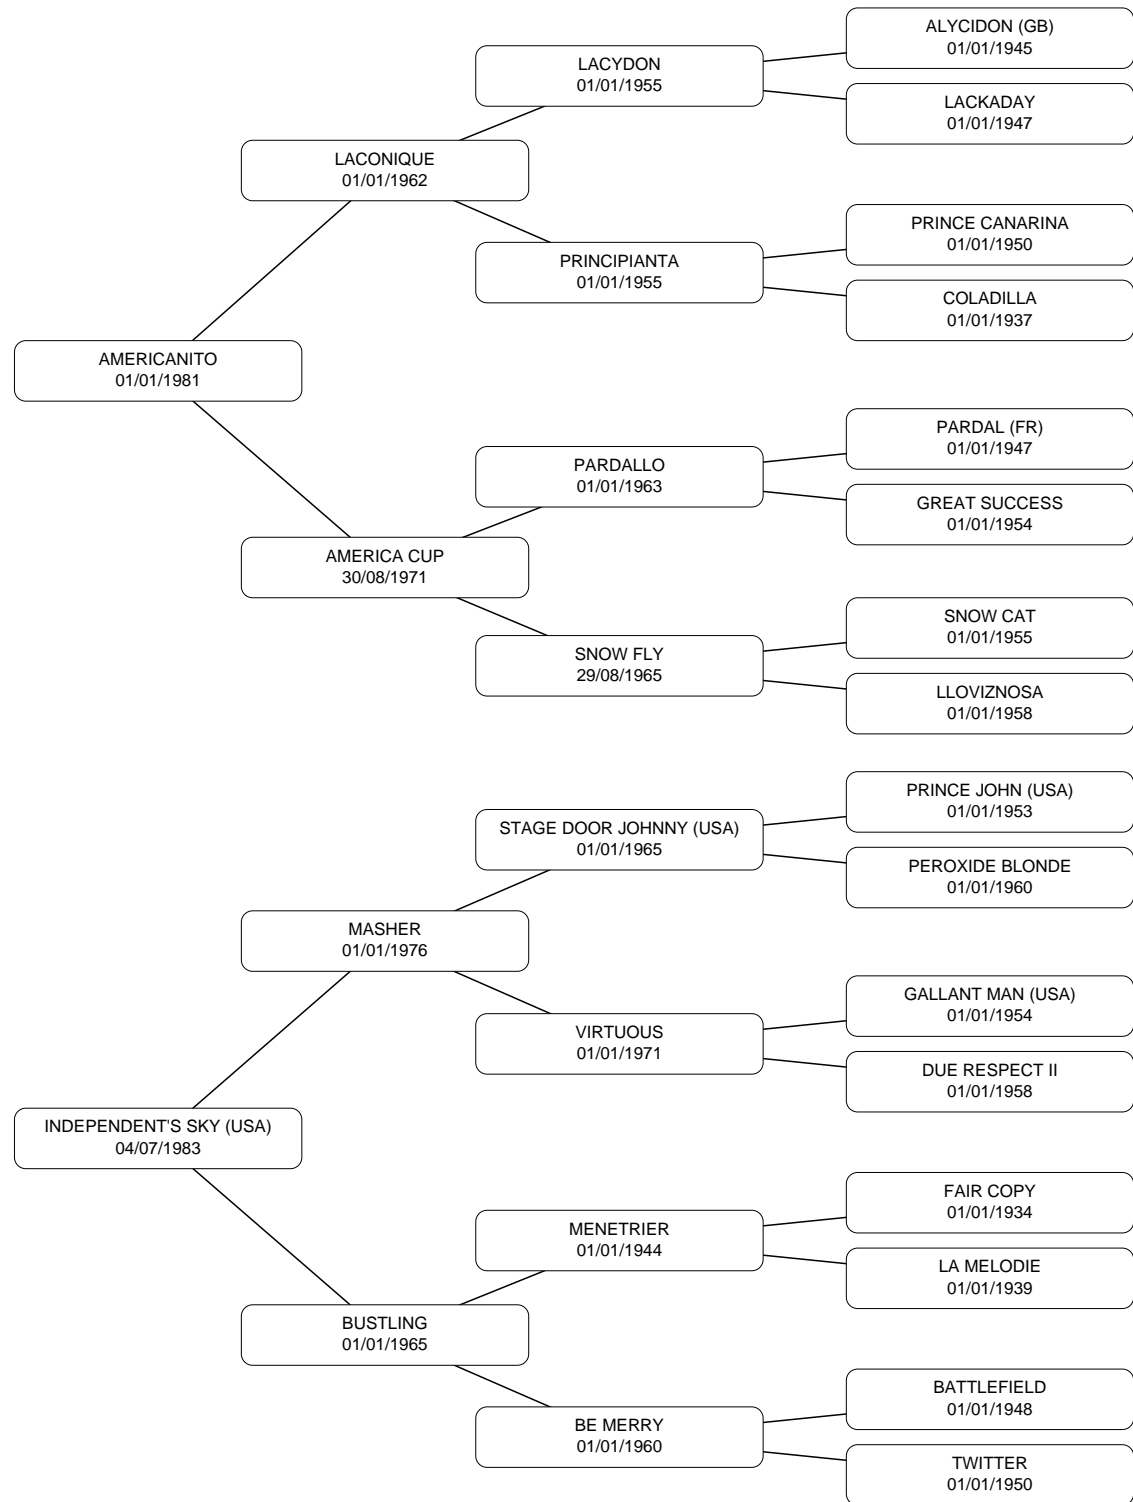 ALYCIDON (GB)
01/01/1945
LACYDON
01/01/1955
LACKADAY
01/01/1947
LACONIQUE
01/01/1962
PRINCE CANARINA
01/01/1950
PRINCIPIANTA
01/01/1955
COLADILLA
01/01/1937
AMERICANITO
01/01/1981
PARDAL (FR)
01/01/1947
PARDALLO
01/01/1963
GREAT SUCCESS
01/01/1954
AMERICA CUP
30/08/1971
SNOW CAT
01/01/1955
SNOW FLY
29/08/1965
LLOVIZNOSA
01/01/1958
PRINCE JOHN (USA)
01/01/1953
STAGE DOOR JOHNNY (USA)
01/01/1965
PEROXIDE BLONDE
01/01/1960
MASHER
01/01/1976
GALLANT MAN (USA)
01/01/1954
VIRTUOUS
01/01/1971
DUE RESPECT II
01/01/1958
INDEPENDENT'S SKY (USA)
04/07/1983
FAIR COPY
01/01/1934
MENETRIER
01/01/1944
LA MELODIE
01/01/1939
BUSTLING
01/01/1965
BATTLEFIELD
01/01/1948
BE MERRY
01/01/1960
TWITTER
01/01/1950